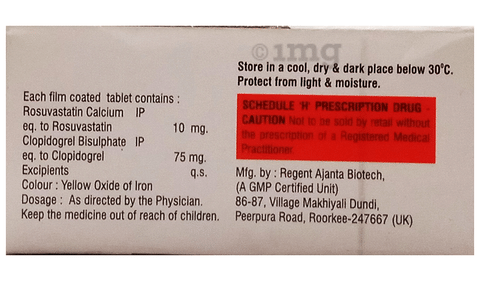 ©1mg
Store in a cool, dry & dark place below 30°C.
Protect from light & moisture.
Each film coated tablet contains :
Rosuvastatin Calcium IP
eq. to Rosuvastatin 10 mg.
Clopidogrel Bisulphate IP
eq. to Clopidogrel 75 mg.
Excipients q.s.
Colour : Yellow Oxide of Iron
Dosage : As directed by the Physician.
Keep the medicine out of reach of children.
SCHEDULE 'H' PRESCRIPTION DRUG -
CAUTION Not to be sold by retail without
the prescription of a Registered Medical
Practitioner.
Mfg. by : Regent Ajanta Biotech,
(A GMP Certified Unit)
86-87, Village Makhiyali Dundi,
Peerpura Road, Roorkee-247667 (UK)